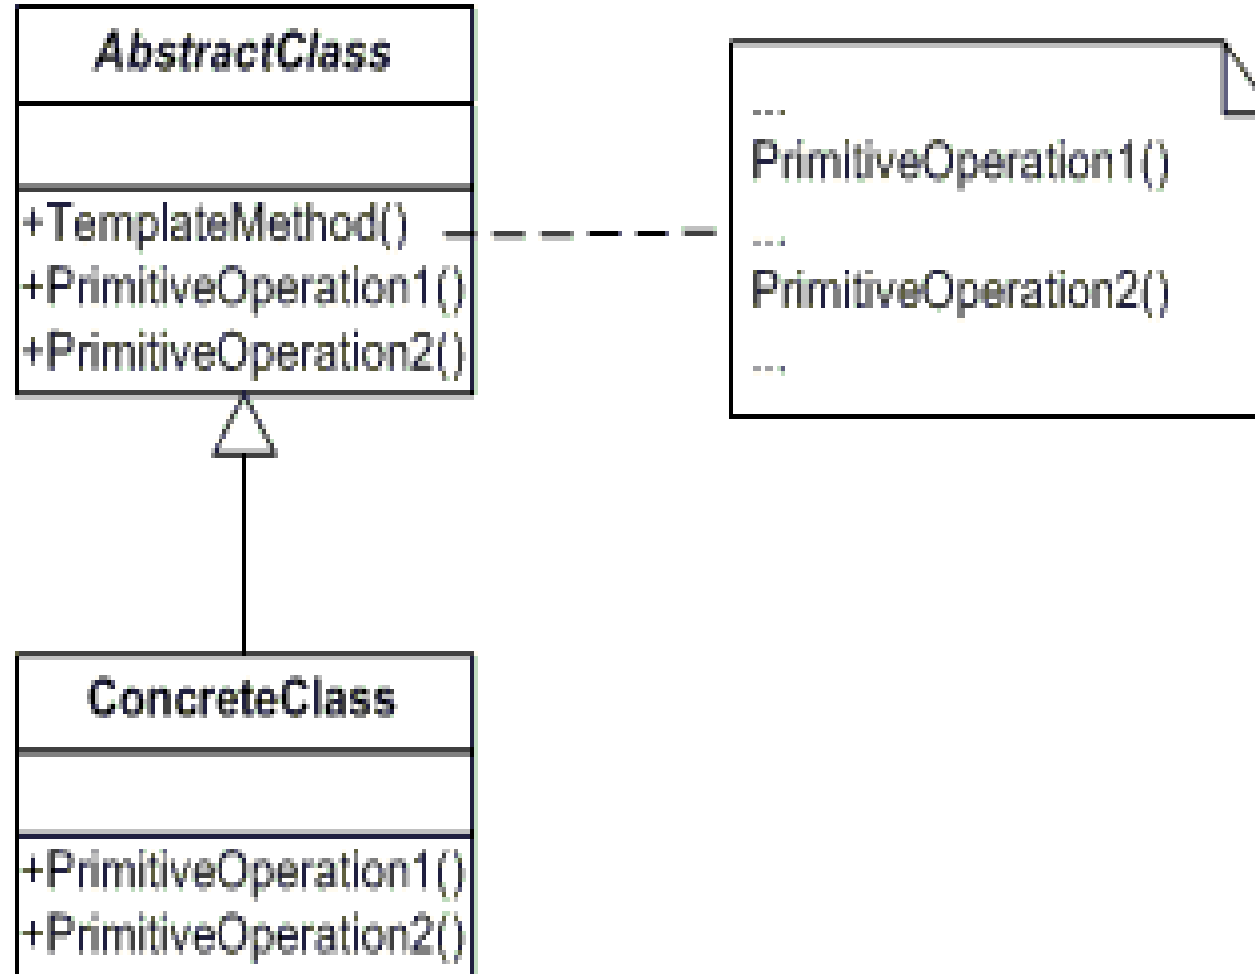 AbstractClass
+TemplateMethod()
+PrimitiveOperation1()
+PrimitiveOperation2()
...
PrimitiveOperation1()
...
PrimitiveOperation2()
...
ConcreteClass
+PrimitiveOperation1()
+PrimitiveOperation2()